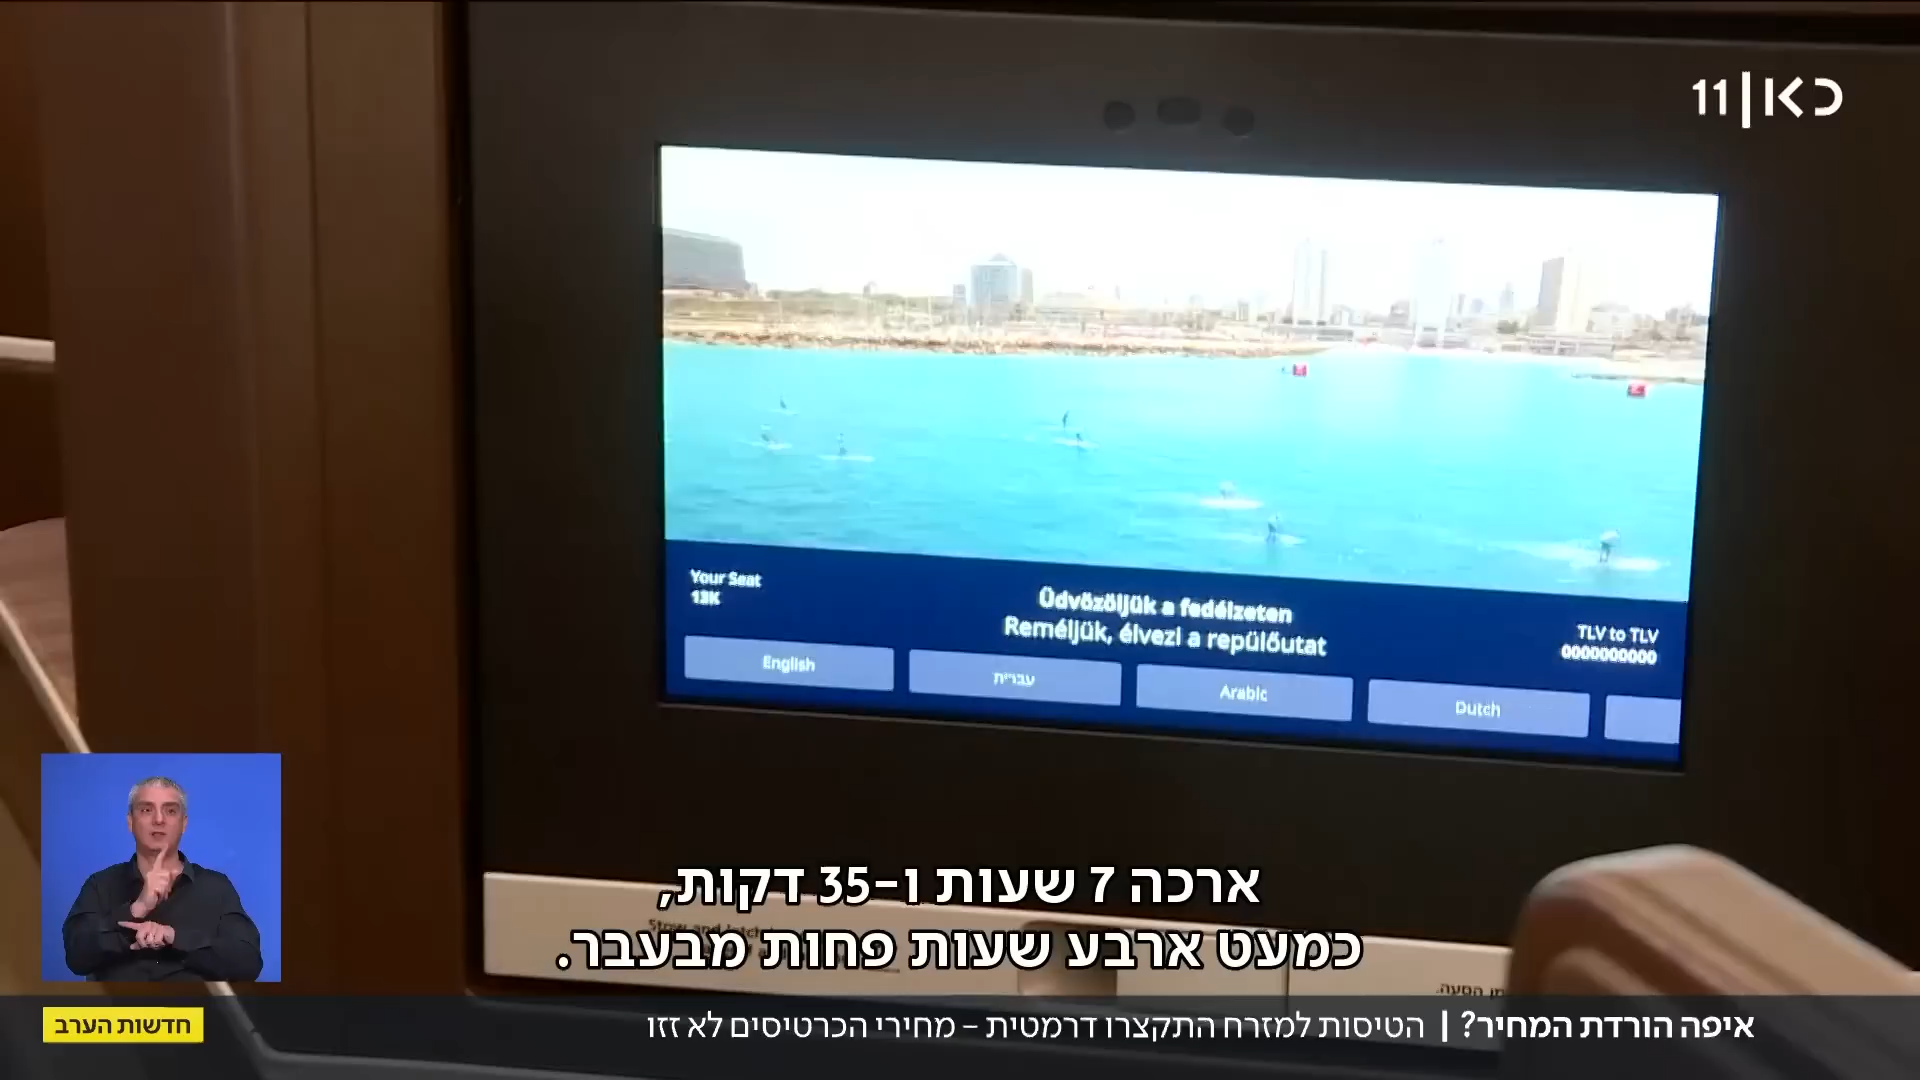 כאן|11
Your Seat
13K
Üdvözöljük a fedélzeten
Reméljük, élvezi a repülőutat
TLV to TLV
0000000000
English
עברית
Arabic
Dutch
ארכה 7 שעות ו-35 דקות,
כמעט ארבע שעות פחות מבעבר.
איפה הורדת המחיר? | הטיסות למזרח התקצרו דרמטית – מחירי הכרטיסים לא זזו
חדשות הערב